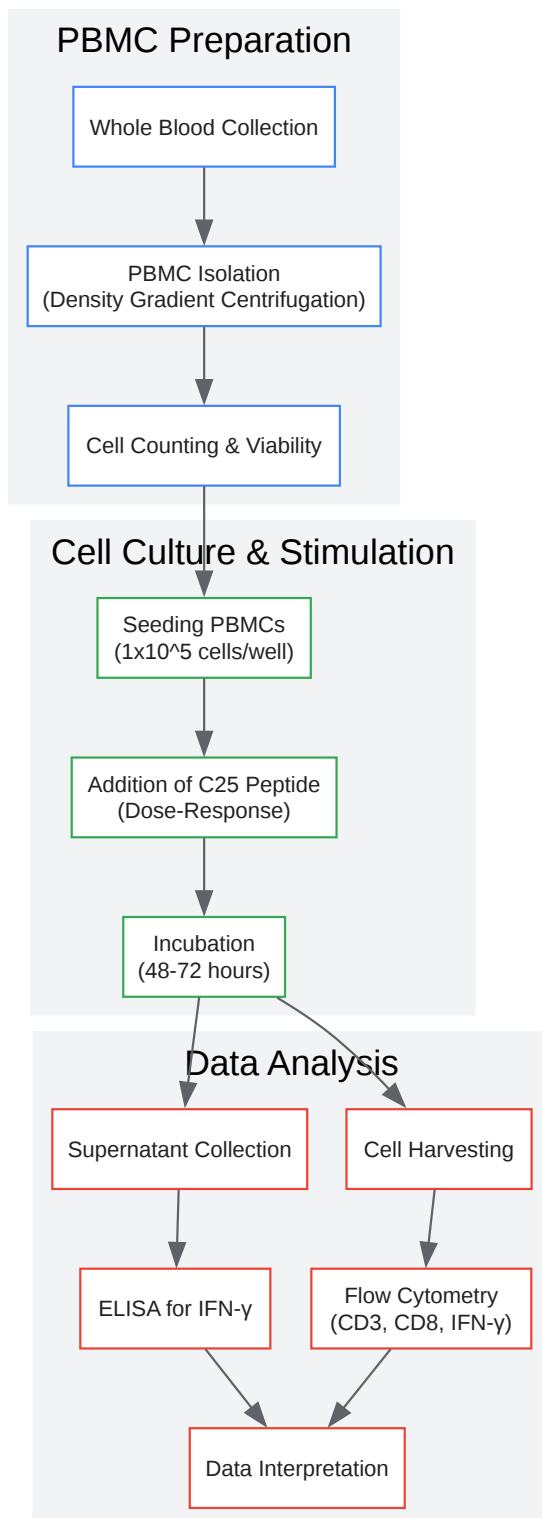 PBMC Preparation
Whole Blood Collection
PBMC Isolation
(Density Gradient Centrifugation)
Cell Counting & Viability
Cell Culture & Stimulation
Seeding PBMCs
(1x10^5 cells/well)
Addition of C25 Peptide
(Dose-Response)
Incubation
(48-72 hours)
Data Analysis
Supernatant Collection
Cell Harvesting
ELISA for IFN-γ
Flow Cytometry
(CD3, CD8, IFN-γ)
Data Interpretation